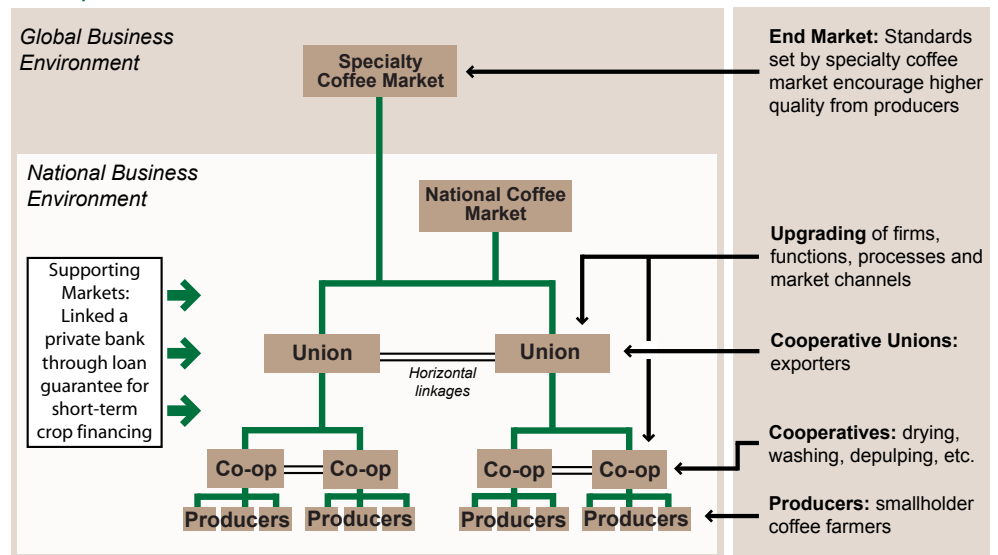 Global Business
Environment
Specialty
Coffee Market
End Market: Standards
set by specialty coffee
market encourage higher
quality from producers
National Business
Environment
National Coffee
Market
Supporting
Markets:
Linked a
private bank
through loan
guarantee for
short-term
crop financing
Upgrading of firms,
functions, processes and
market channels
Union
Horizontal
linkages
Union
Cooperative Unions:
exporters
Co-op
Co-op
Co-op
Co-op
Cooperatives: drying,
washing, depulping, etc.
Producers
Producers
Producers
Producers
Producers: smallholder
coffee farmers